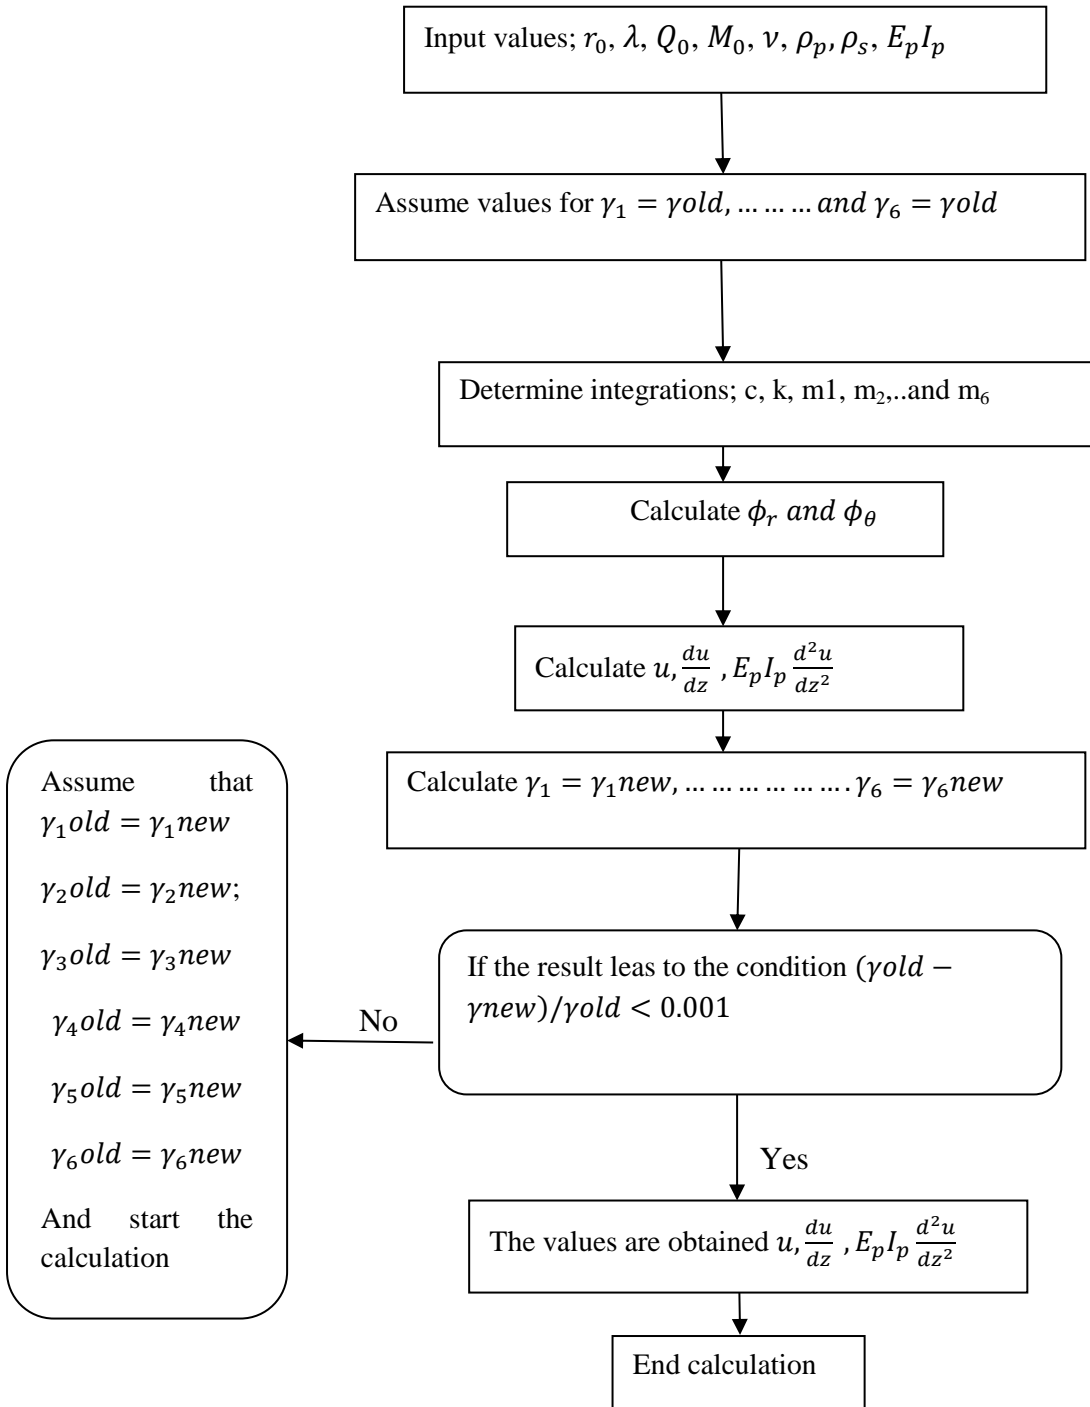 Input values; 𝑟₀, 𝜆, 𝑄₀, 𝑀₀, 𝜈, 𝜌ₚ, 𝜌ₛ, 𝐸ₚ𝐼ₚ
Assume values for 𝛾₁ = 𝛾𝑜𝑙𝑑, … … … 𝑎𝑛𝑑 𝛾₆ = 𝛾𝑜𝑙𝑑
Determine integrations; c, k, m1, m₂,..and m₆
Calculate 𝜙_𝑟 𝑎𝑛𝑑 𝜙_𝜃
Calculate 𝑢, 𝑑𝑢/𝑑𝑧 , 𝐸ₚ𝐼ₚ 𝑑²𝑢/𝑑𝑧²
Calculate 𝛾₁ = 𝛾₁𝑛𝑒𝑤, … … … … … … . 𝛾₆ = 𝛾₆𝑛𝑒𝑤
If the result leas to the condition (𝛾𝑜𝑙𝑑 −
𝛾𝑛𝑒𝑤)/𝛾𝑜𝑙𝑑 < 0.001
No
Assume that
𝛾₁𝑜𝑙𝑑 = 𝛾₁𝑛𝑒𝑤
𝛾₂𝑜𝑙𝑑 = 𝛾₂𝑛𝑒𝑤;
𝛾₃𝑜𝑙𝑑 = 𝛾₃𝑛𝑒𝑤
𝛾₄𝑜𝑙𝑑 = 𝛾₄𝑛𝑒𝑤
𝛾₅𝑜𝑙𝑑 = 𝛾₅𝑛𝑒𝑤
𝛾₆𝑜𝑙𝑑 = 𝛾₆𝑛𝑒𝑤
And start the
calculation
Yes
The values are obtained 𝑢, 𝑑𝑢/𝑑𝑧 , 𝐸ₚ𝐼ₚ 𝑑²𝑢/𝑑𝑧²
End calculation